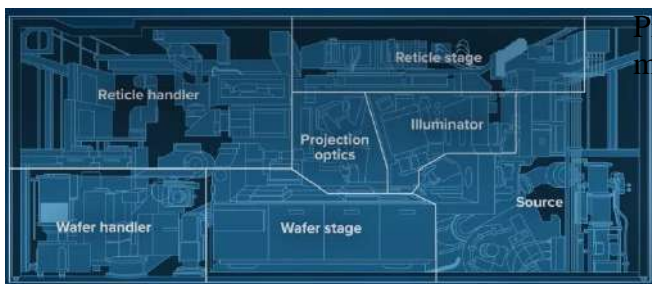 Reticle stage
Reticle handler
Illuminator
Projection
optics
Source
Wafer handler
Wafer stage